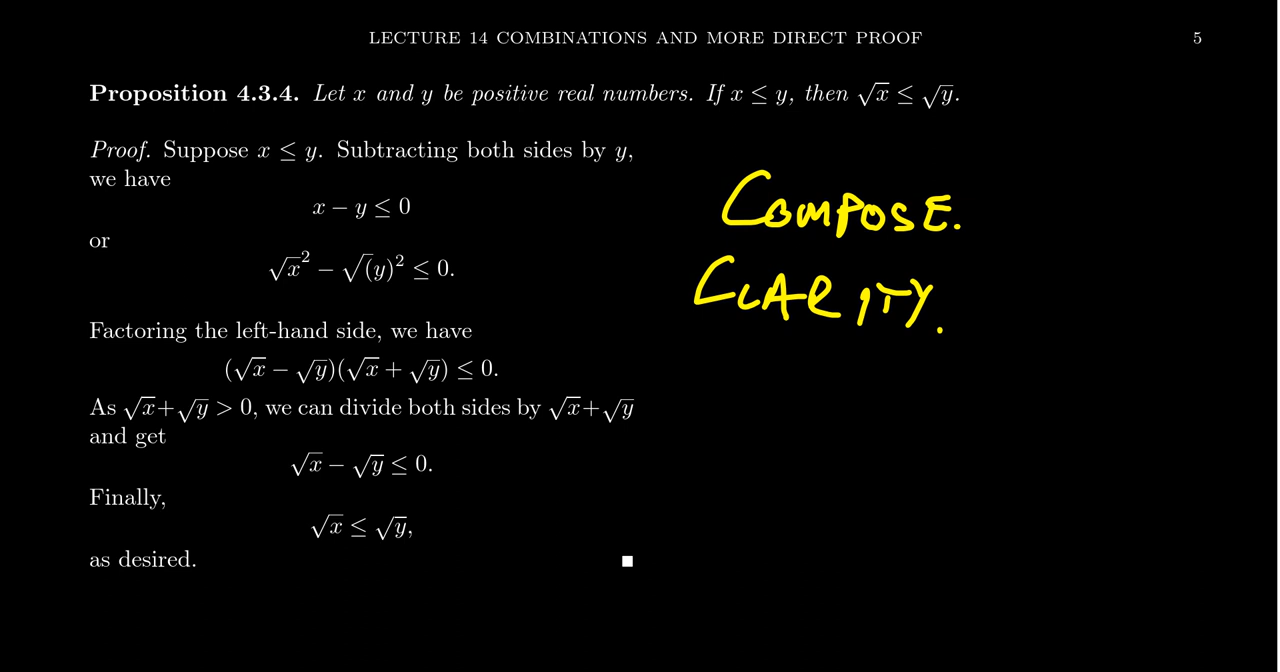 LECTURE 14 COMBINATIONS AND MORE DIRECT PROOF 5
Proposition 4.3.4. Let x and y be positive real numbers. If x ≤ y, then √x ≤ √y.
Proof. Suppose x ≤ y. Subtracting both sides by y,
we have
x − y ≤ 0
or
√x² − √(y)² ≤ 0.
Factoring the left-hand side, we have
(√x − √y)(√x + √y) ≤ 0.
As √x+√y > 0, we can divide both sides by √x+√y
and get
√x − √y ≤ 0.
Finally,
√x ≤ √y,
as desired. ■
COMPOSE.
CLARITY.